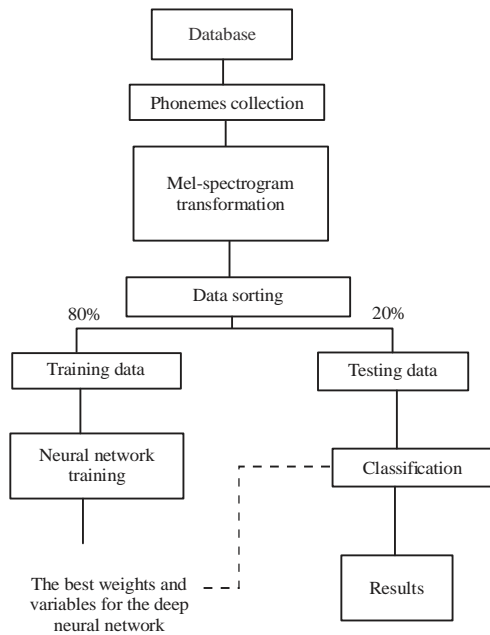 Database
Phonemes collection
Mel-spectrogram
transformation
Data sorting
80%
20%
Training data
Testing data
Neural network
training
Classification
The best weights and
variables for the deep
neural network
Results